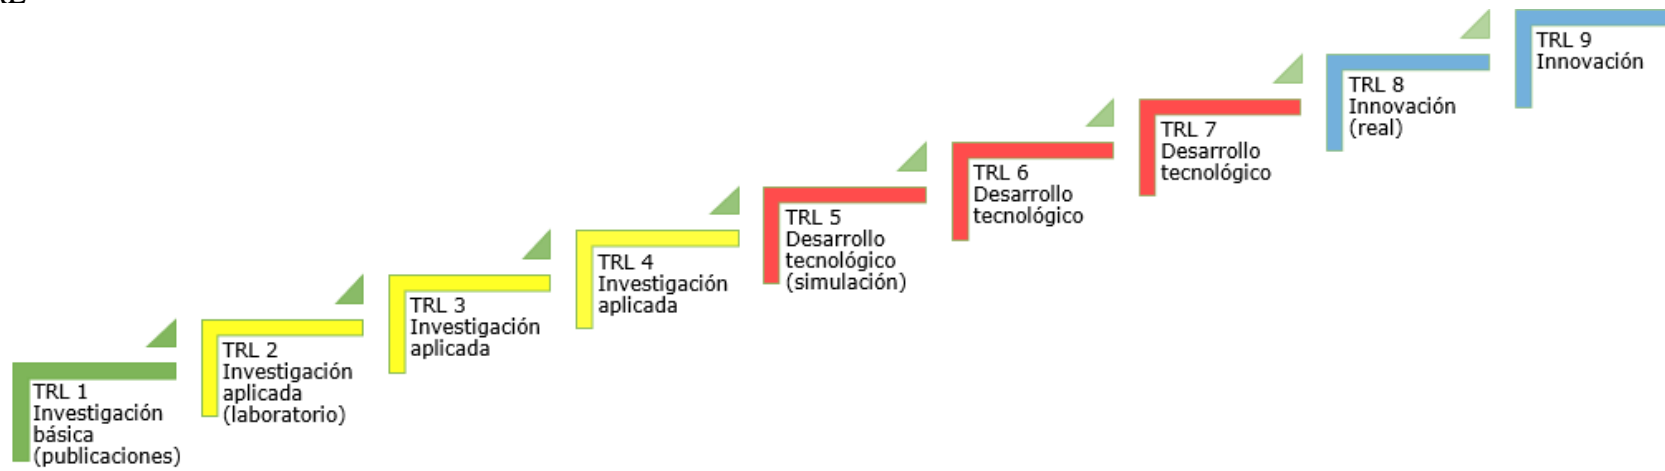 TRL 1
Investigación
básica
(publicaciones)
TRL 2
Investigación
aplicada
(laboratorio)
TRL 3
Investigación
aplicada
TRL 4
Investigación
aplicada
TRL 5
Desarrollo
tecnológico
(simulación)
TRL 6
Desarrollo
tecnológico
TRL 7
Desarrollo
tecnológico
TRL 8
Innovación
(real)
TRL 9
Innovación